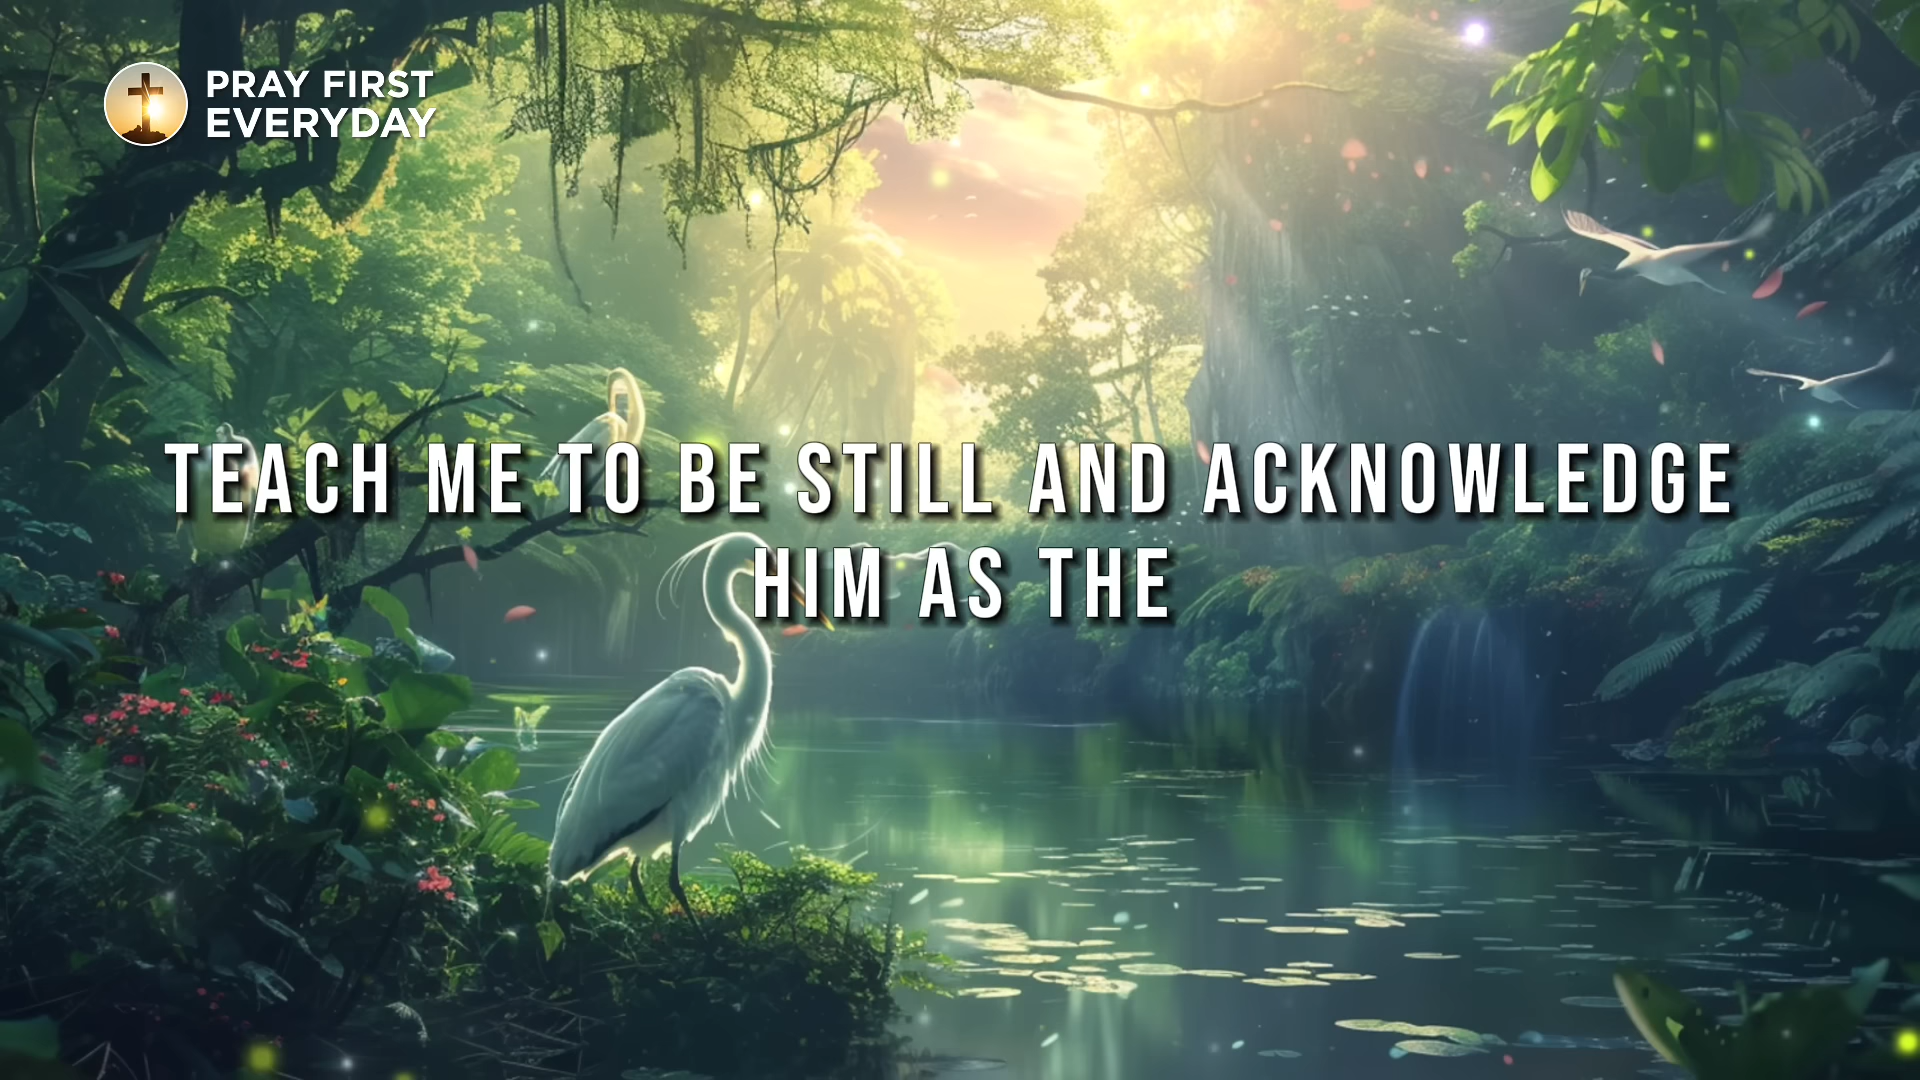 PRAY FIRST
EVERYDAY
TEACH ME TO BE STILL AND ACKNOWLEDGE
HIM AS THE